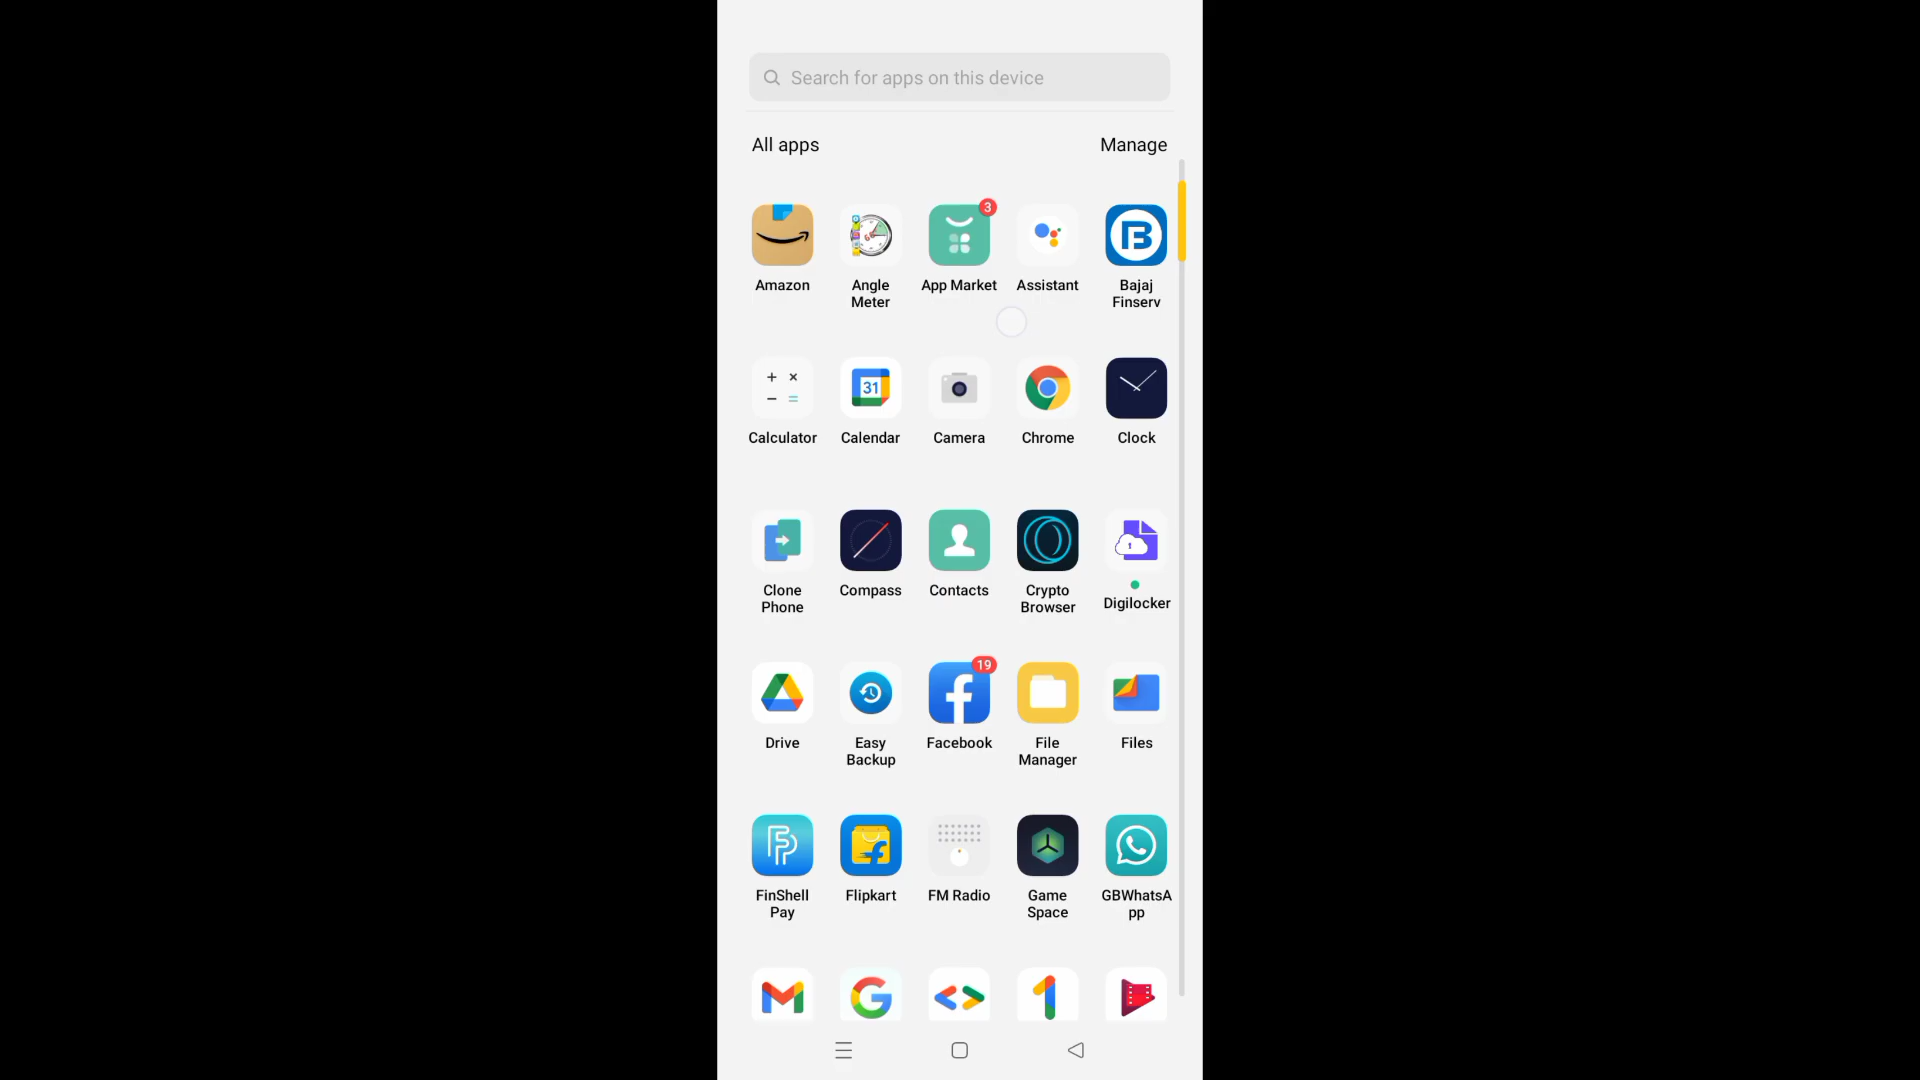 Search for apps on this device
All apps
Manage
3
Amazon
Angle
Meter
App Market
Assistant
Bajaj
Finserv
+ ×
− =
31
Calculator
Calendar
Camera
Chrome
Clock
Clone
Phone
Compass
Contacts
Crypto
Browser
Digilocker
19
Drive
Easy
Backup
Facebook
File
Manager
Files
FinShell
Pay
Flipkart
FM Radio
Game
Space
GBWhatsA
pp